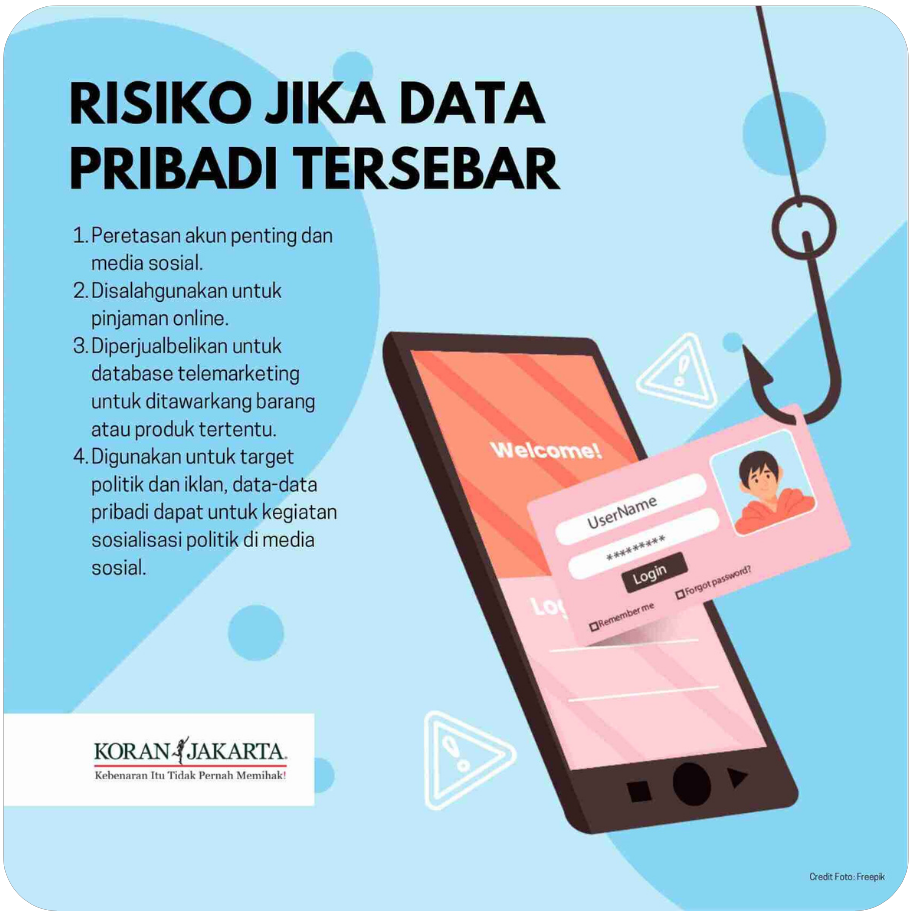 RISIKO JIKA DATA
PRIBADI TERSEBAR
1. Peretasan akun penting dan
media sosial.
2. Disalahgunakan untuk
pinjaman online.
3. Diperjualbelikan untuk
database telemarketing
untuk ditawarkang barang
atau produk tertentu.
4. Digunakan untuk target
politik dan iklan, data-data
pribadi dapat untuk kegiatan
sosialisasi politik di media
sosial.
Welcome!
UserName
*********
Login
Remember me
Forgot password?
KORAN JAKARTA
Kebenaran Itu Tidak Pernah Memihak!
Credit Foto: Freepik